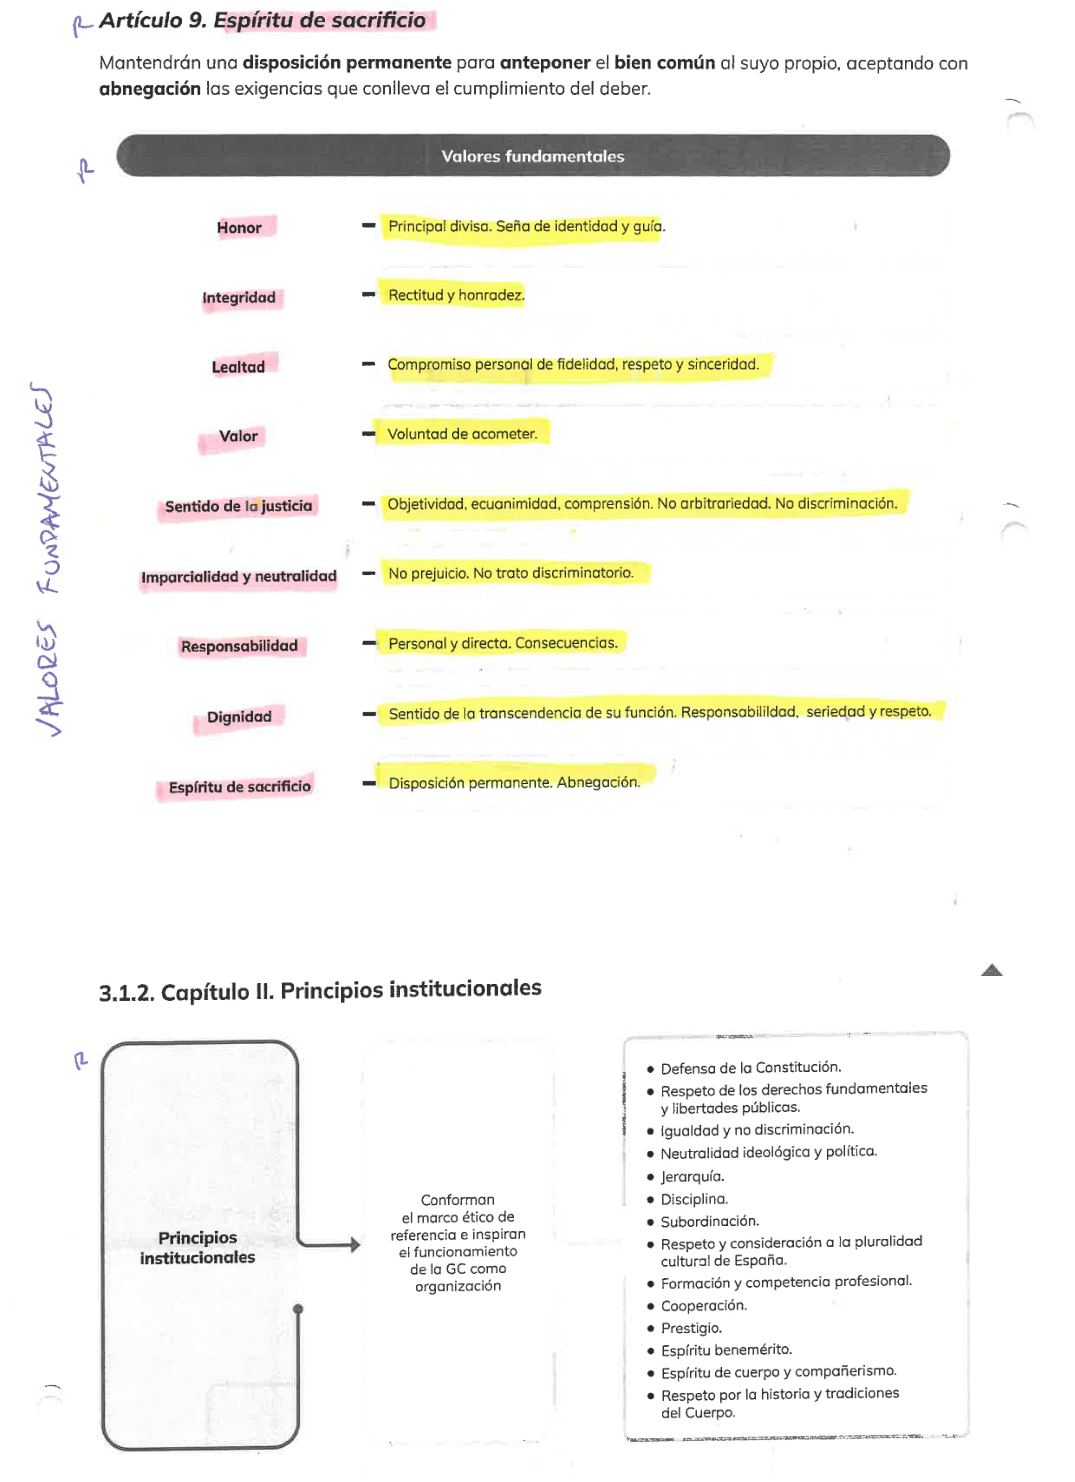 Artículo 9. Espíritu de sacrificio
Mantendrán una disposición permanente para anteponer el bien común al suyo propio, aceptando con
abnegación las exigencias que conlleva el cumplimiento del deber.
Valores fundamentales
Honor – Principal divisa. Seña de identidad y guía.
Integridad – Rectitud y honradez.
Lealtad – Compromiso personal de fidelidad, respeto y sinceridad.
Valor – Voluntad de acometer.
Sentido de la justicia – Objetividad, ecuanimidad, comprensión. No arbitrariedad. No discriminación.
Imparcialidad y neutralidad – No prejuicio. No trato discriminatorio.
Responsabilidad – Personal y directa. Consecuencias.
Dignidad – Sentido de la transcendencia de su función. Responsabilildad, seriedad y respeto.
Espíritu de sacrificio – Disposición permanente. Abnegación.
VALORES FUNDAMENTALES
3.1.2. Capítulo II. Principios institucionales
Principios
institucionales
Conforman
el marco ético de
referencia e inspiran
el funcionamiento
de la GC como
organización
• Defensa de la Constitución.
• Respeto de los derechos fundamentales
y libertades públicas.
• Igualdad y no discriminación.
• Neutralidad ideológica y política.
• Jerarquía.
• Disciplina.
• Subordinación.
• Respeto y consideración a la pluralidad
cultural de España.
• Formación y competencia profesional.
• Cooperación.
• Prestigio.
• Espíritu benemérito.
• Espíritu de cuerpo y compañerismo.
• Respeto por la historia y tradiciones
del Cuerpo.